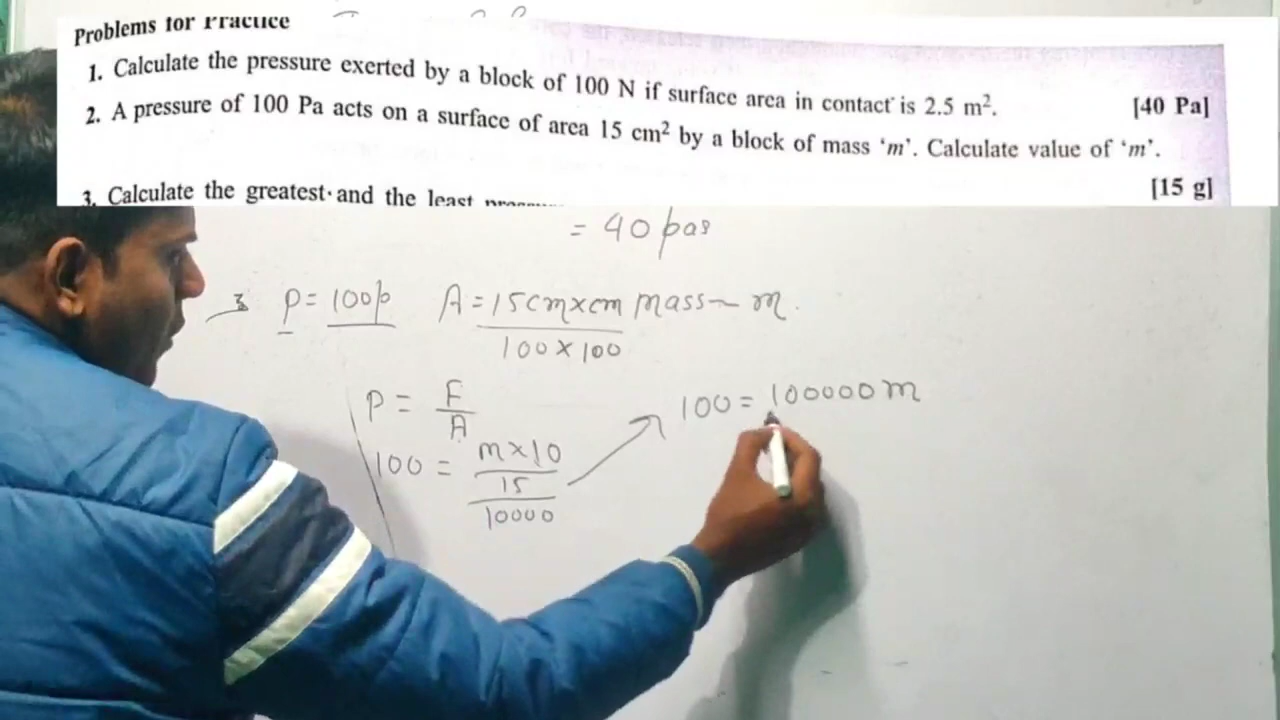 Problems for Practice
1. Calculate the pressure exerted by a block of 100 N if surface area in contact is 2.5 m². [40 Pa]
2. A pressure of 100 Pa acts on a surface of area 15 cm² by a block of mass ‘m’. Calculate value of ‘m’.
[15 g]
3. Calculate the greatest and the least
= 40 pas
P = 100p A = 15cm×cm mass~ m.
100 × 100
P = F
A
100 = m×10
15
10000
100 = 100000 m